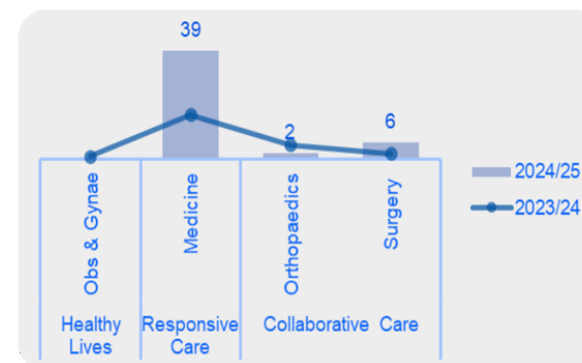 39
2
6
Obs & Gynae
Medicine
Orthopaedics
Surgery
Healthy
Lives
Responsive
Care
Collaborative Care
2024/25
2023/24